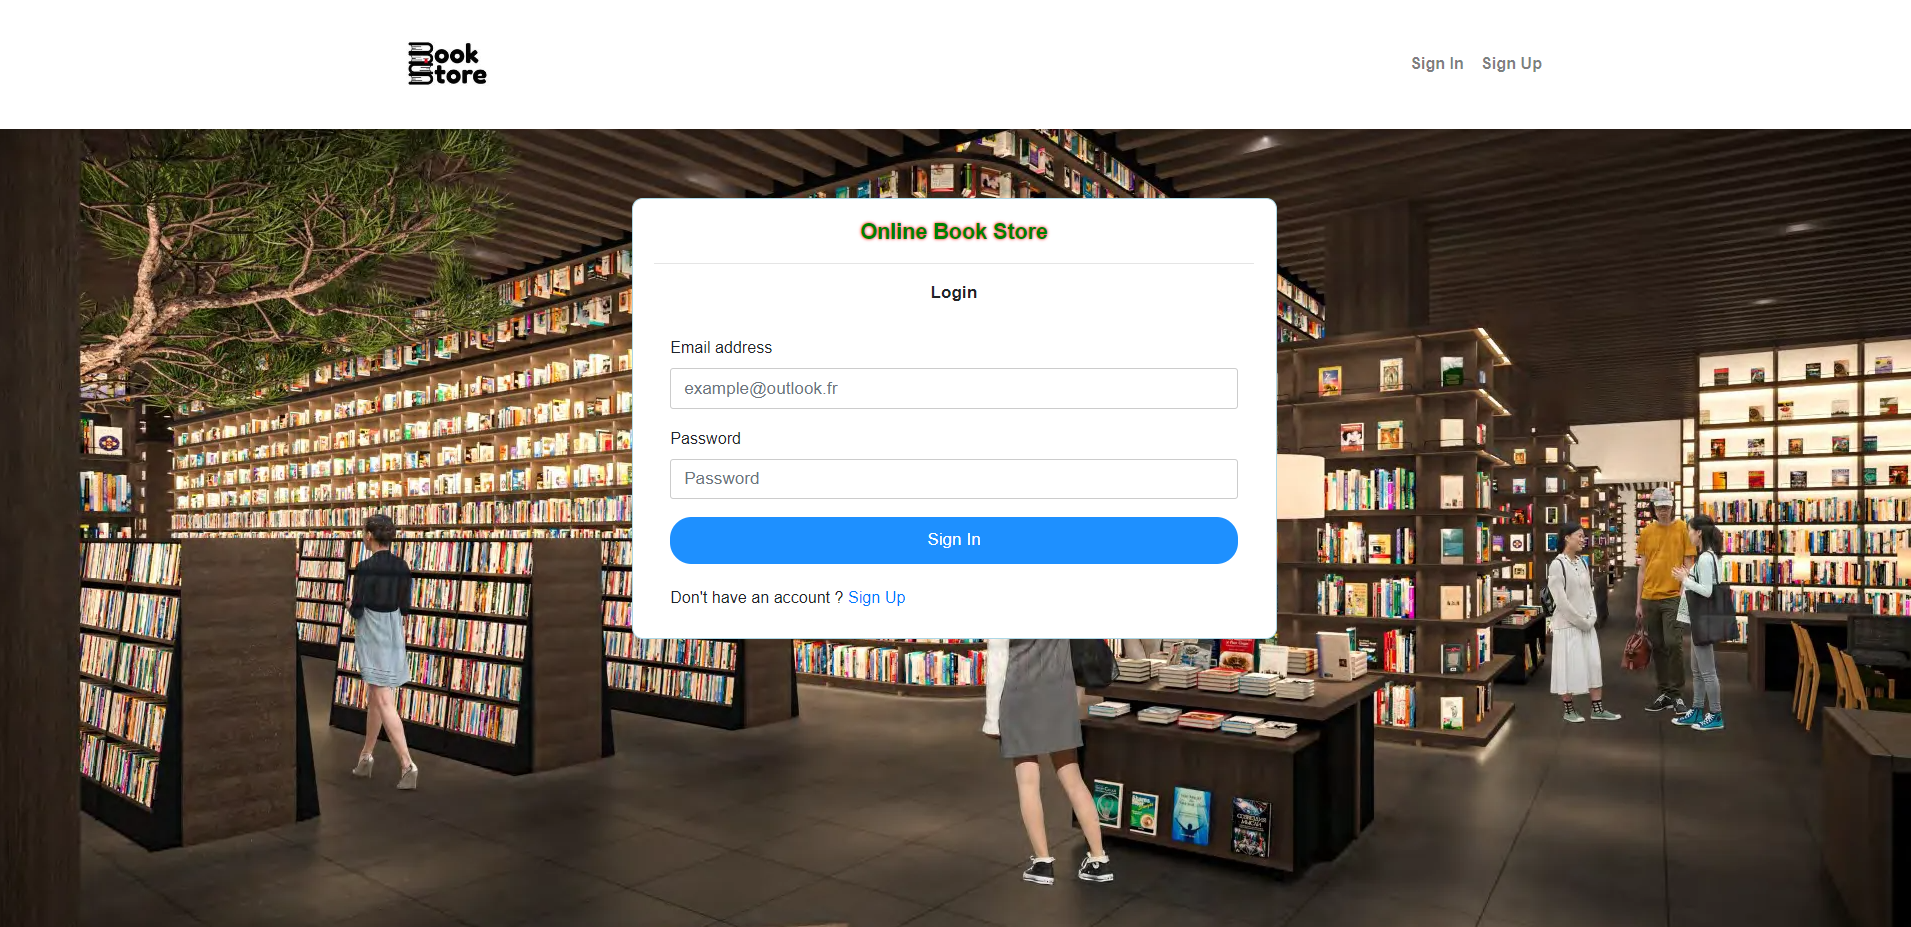 Book
Store
Sign In
Sign Up
Online Book Store
Login
Email address
example@outlook.fr
Password
Password
Sign In
Don't have an account ? Sign Up